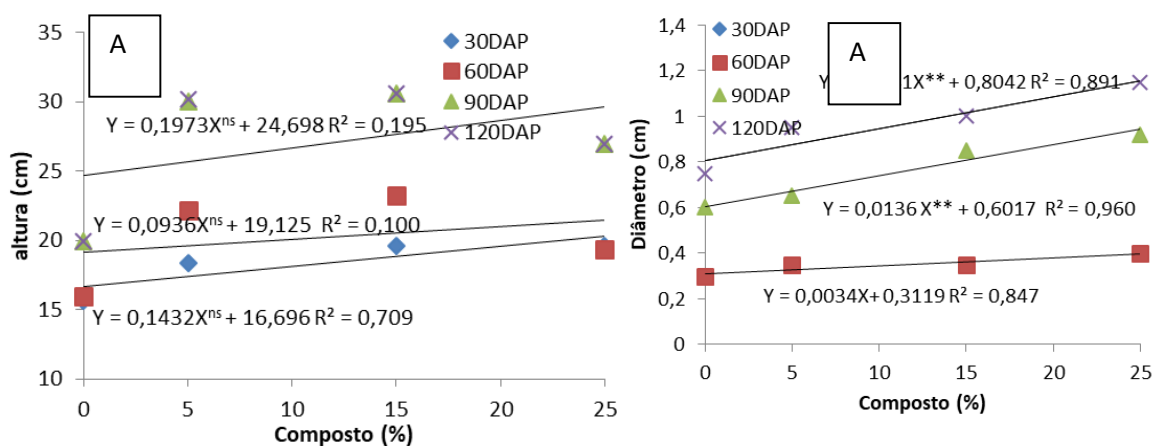 A
altura (cm)
35
30
25
20
15
10
0
5
10
15
20
25
Composto (%)
30DAP
60DAP
90DAP
120DAP
Y = 0,1973Xⁿˢ + 24,698 R² = 0,195
Y = 0,0936Xⁿˢ + 19,125 R² = 0,100
Y = 0,1432Xⁿˢ + 16,696 R² = 0,709
A
Diámetro (cm)
1,4
1,2
1
0,8
0,6
0,4
0,2
0
0
5
10
15
20
25
Composto (%)
30DAP
60DAP
90DAP
120DAP
1X** + 0,8042 R² = 0,891
Y = 0,0136 X** + 0,6017 R² = 0,960
Y = 0,0034X+ 0,3119 R² = 0,847